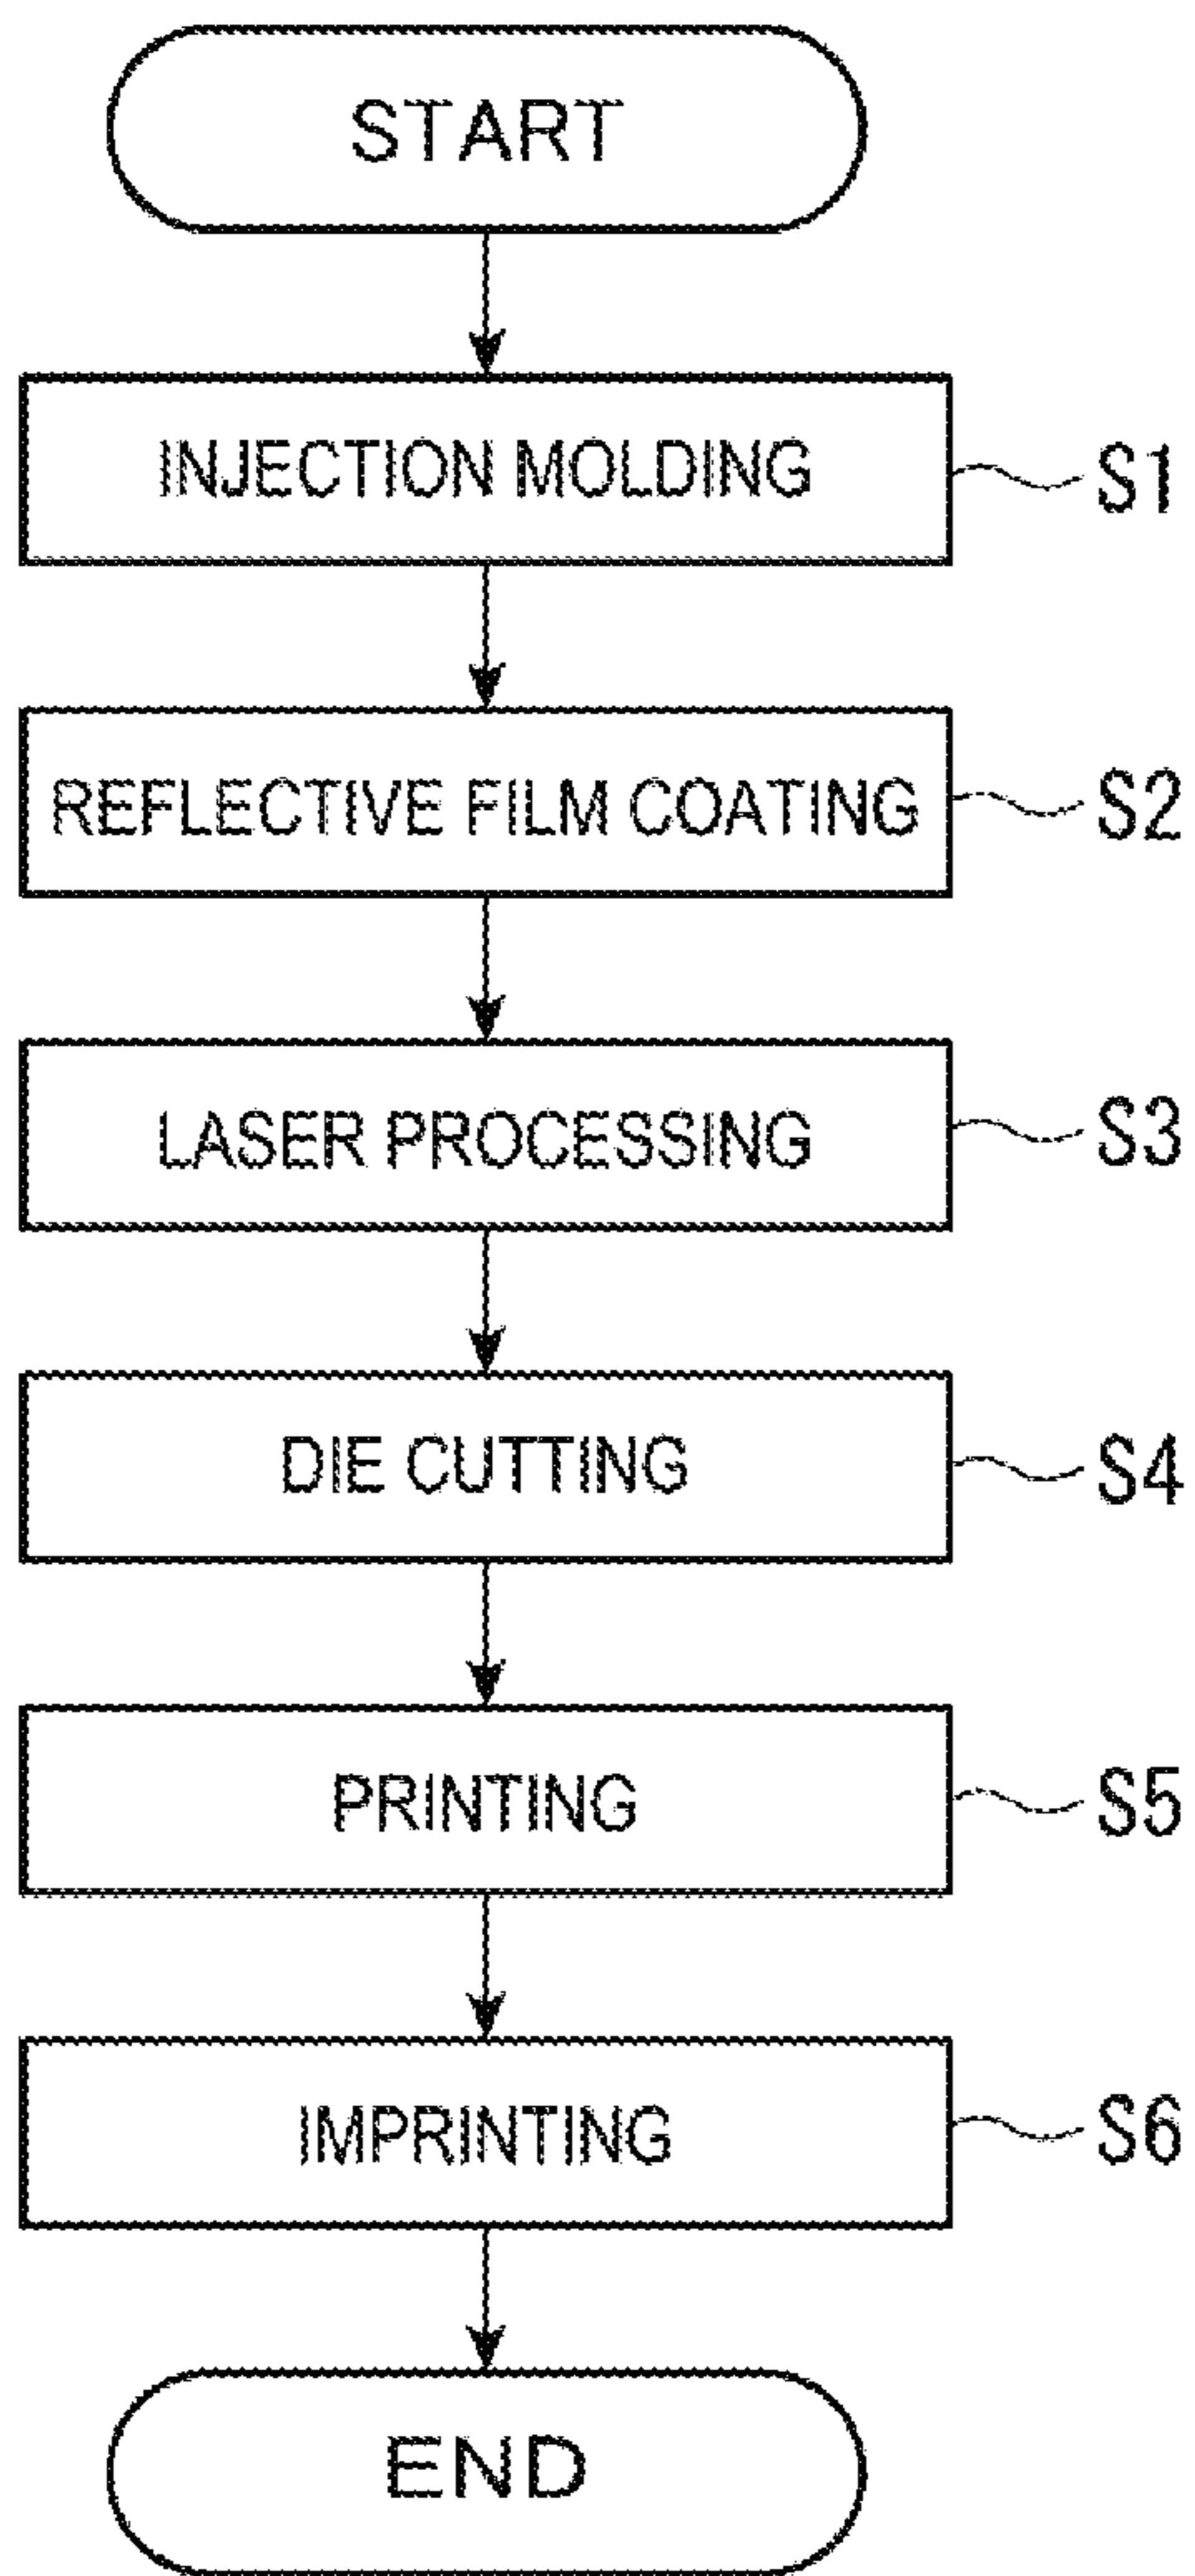 START
INJECTION MOLDING S1
REFLECTIVE FILM COATING S2
LASER PROCESSING S3
DIE CUTTING S4
PRINTING S5
IMPRINTING S6
END